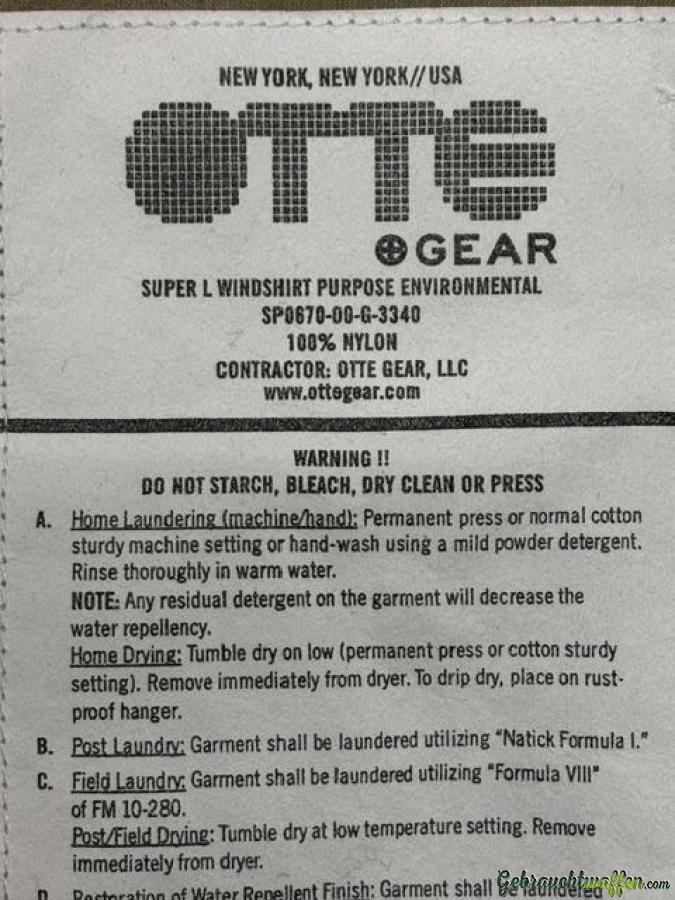 NEW YORK, NEW YORK//USA
OTTE
GEAR
SUPER L WINDSHIRT PURPOSE ENVIRONMENTAL
SP0670-00-G-3340
100% NYLON
CONTRACTOR: OTTE GEAR, LLC
www.ottegear.com
WARNING !!
DO NOT STARCH, BLEACH, DRY CLEAN OR PRESS
A. Home Laundering (machine/hand): Permanent press or normal cotton
sturdy machine setting or hand-wash using a mild powder detergent.
Rinse thoroughly in warm water.
NOTE: Any residual detergent on the garment will decrease the
water repellency.
Home Drying: Tumble dry on low (permanent press or cotton sturdy
setting). Remove immediately from dryer. To drip dry, place on rust-
proof hanger.
B. Post Laundry: Garment shall be laundered utilizing "Natick Formula I."
C. Field Laundry: Garment shall be laundered utilizing "Formula VIII"
of FM 10-280.
Post/Field Drying: Tumble dry at low temperature setting. Remove
immediately from dryer.
D. Restoration of Water Repellent Finish: Garment shall be laundered
Gebrauchtwaffen.com